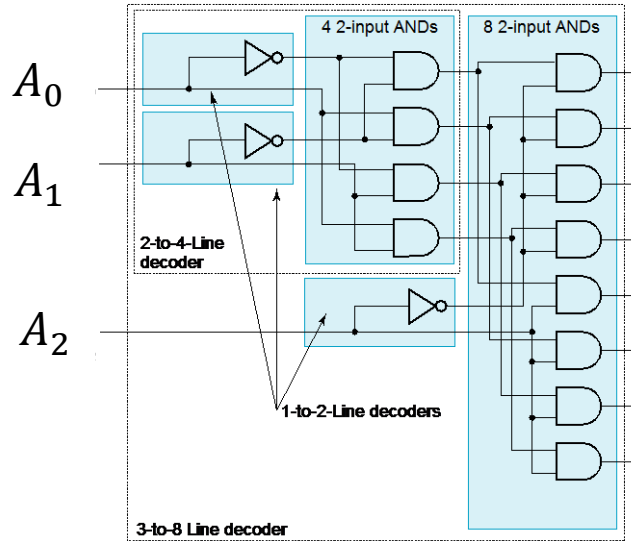 4 2-input ANDs
8 2-input ANDs
A0
A1
2-to-4-Line
decoder
A2
1-to-2-Line decoders
3-to-8 Line decoder